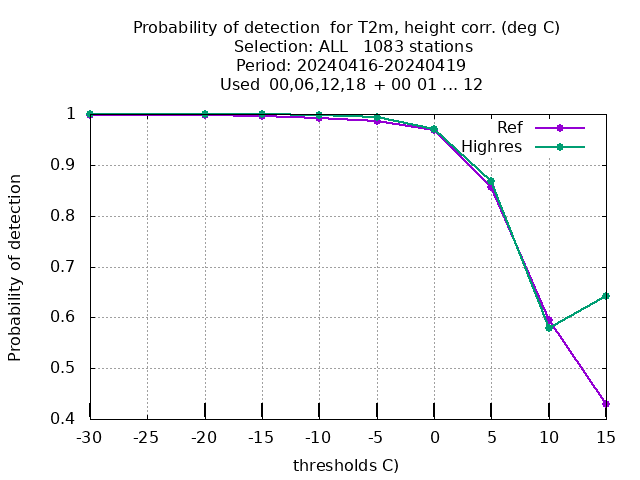 Probability of detection  for T2m, height corr. (deg C)
Selection: ALL   1083 stations
Period: 20240416-20240419
Used  00,06,12,18  + 00 01 ... 12
Ref
Highres
1
0.9
0.8
0.7
0.6
0.5
0.4
Probability of detection
-30 -25 -20 -15 -10 -5 0 5 10 15
thresholds C)